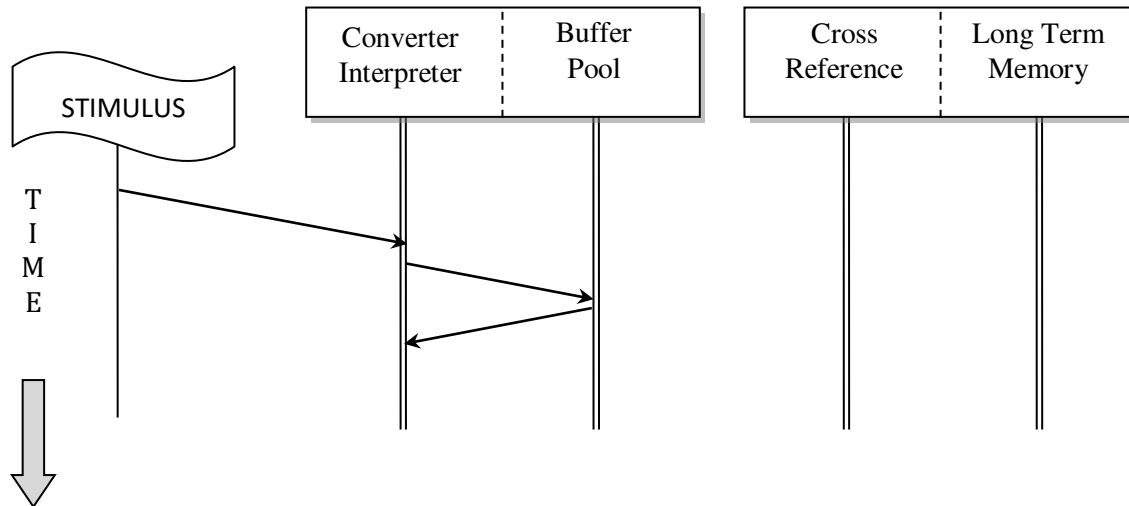 Converter
Interpreter
Buffer
Pool
Cross
Reference
Long Term
Memory
STIMULUS
T
I
M
E